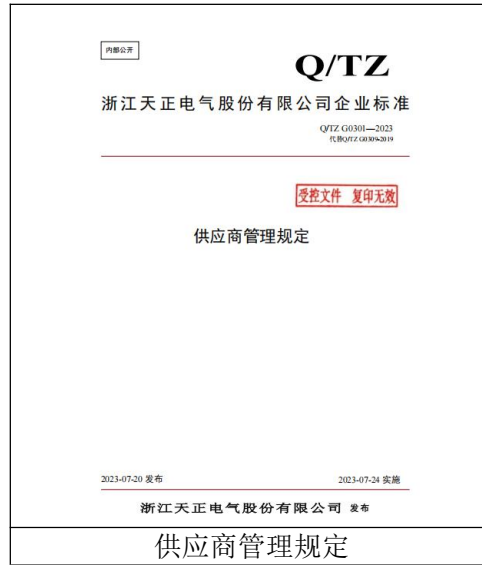 内部公开
Q/TZ
浙江天正电气股份有限公司企业标准
Q/TZ G0301—2023
代替Q/TZ G0309-2019
受控文件 复印无效
供应商管理规定
2023-07-20 发布
2023-07-24 实施
浙江天正电气股份有限公司 发布
供应商管理规定